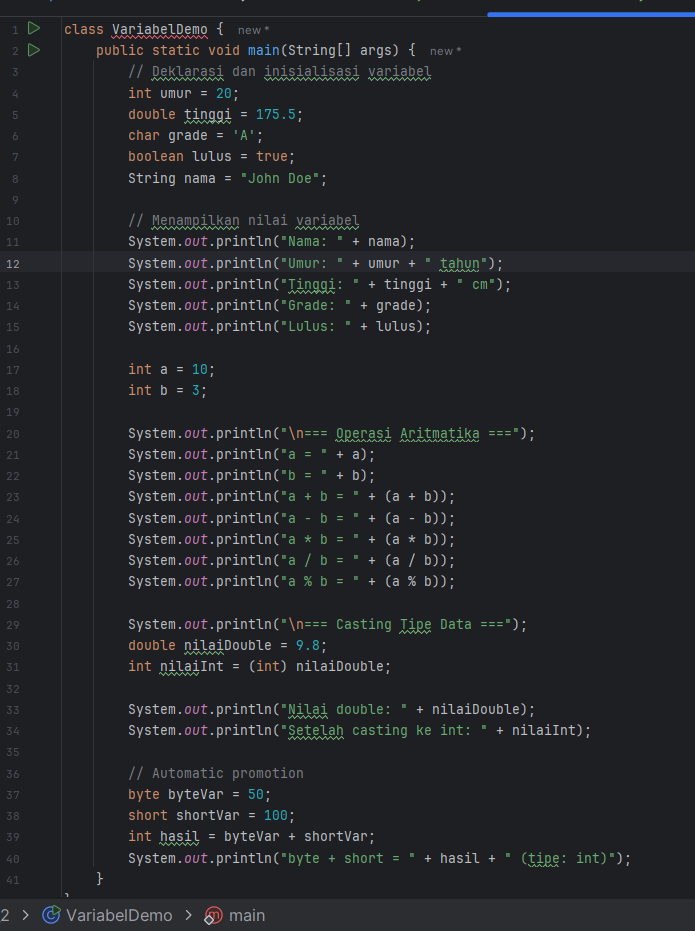 1 class VariabelDemo { new *
2     public static void main(String[] args) { new *
3         // Deklarasi dan inisialisasi variabel
4         int umur = 20;
5         double tinggi = 175.5;
6         char grade = 'A';
7         boolean lulus = true;
8         String nama = "John Doe";
9
10         // Menampilkan nilai variabel
11         System.out.println("Nama: " + nama);
12         System.out.println("Umur: " + umur + " tahun");
13         System.out.println("Tinggi: " + tinggi + " cm");
14         System.out.println("Grade: " + grade);
15         System.out.println("Lulus: " + lulus);
16
17         int a = 10;
18         int b = 3;
19
20         System.out.println("\n=== Operasi Aritmatika ===");
21         System.out.println("a = " + a);
22         System.out.println("b = " + b);
23         System.out.println("a + b = " + (a + b));
24         System.out.println("a - b = " + (a - b));
25         System.out.println("a * b = " + (a * b));
26         System.out.println("a / b = " + (a / b));
27         System.out.println("a % b = " + (a % b));
28
29         System.out.println("\n=== Casting Tipe Data ===");
30         double nilaiDouble = 9.8;
31         int nilaiInt = (int) nilaiDouble;
32
33         System.out.println("Nilai double: " + nilaiDouble);
34         System.out.println("Setelah casting ke int: " + nilaiInt);
35
36         // Automatic promotion
37         byte byteVar = 50;
38         short shortVar = 100;
39         int hasil = byteVar + shortVar;
40         System.out.println("byte + short = " + hasil + " (tipe: int)");
41     }
2 > VariabelDemo > main